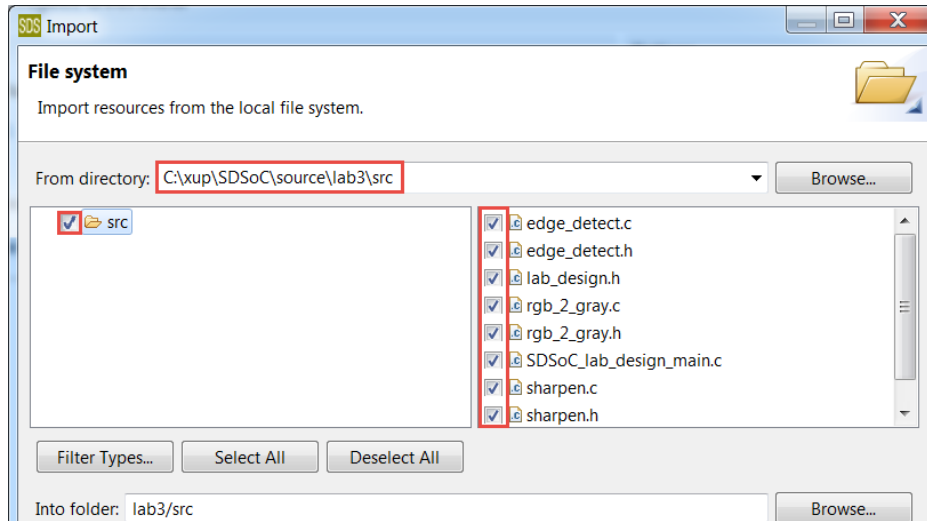 SDS Import
File system
Import resources from the local file system.
From directory: C:\xup\SDSoC\source\lab3\src Browse...
src
.c edge_detect.c
.c edge_detect.h
.c lab_design.h
.c rgb_2_gray.c
.c rgb_2_gray.h
.c SDSoC_lab_design_main.c
.c sharpen.c
.c sharpen.h
Filter Types... Select All Deselect All
Into folder: lab3/src Browse...